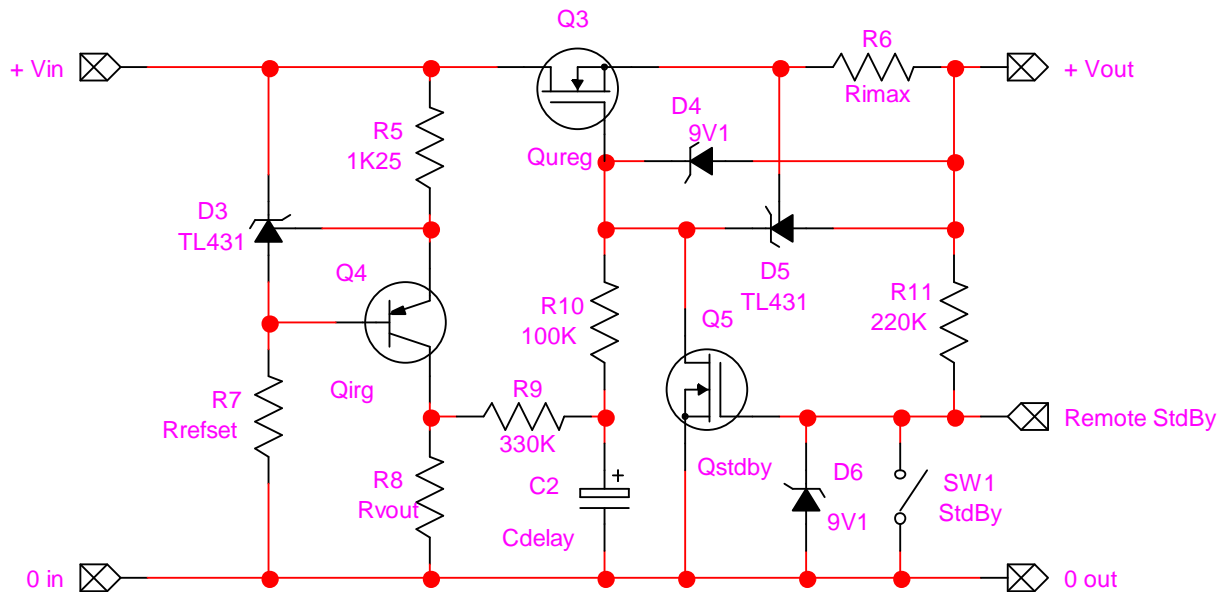 Q3
R6
+ Vin
+ Vout
Rimax
D4
9V1
R5
1K25
Qureg
D3
TL431
Q4
D5
TL431
R10
100K
R11
220K
Q5
Qirg
R9
330K
R7
Rrefset
Remote StdBy
Qstdby
D6
9V1
SW1
StdBy
R8
Rvout
C2
+
Cdelay
0 in
0 out